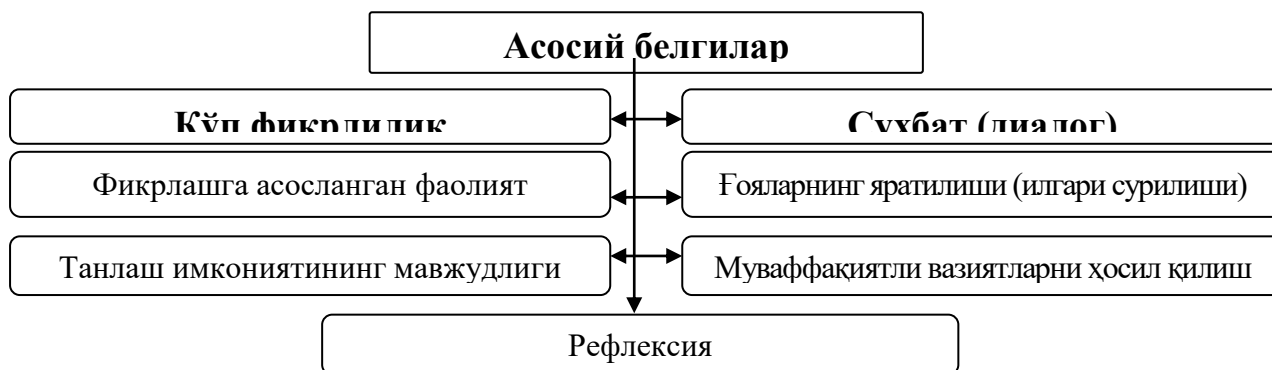 Асосий белгилар
Кўп фикрлилик
Суҳбат (диалог)
Фикрлашга асосланган фаолият
Ғояларнинг яратилиши (илгари сурилиши)
Танлаш имкониятининг мавжудлиги
Муваффақиятли вазиятларни ҳосил қилиш
Рефлексия